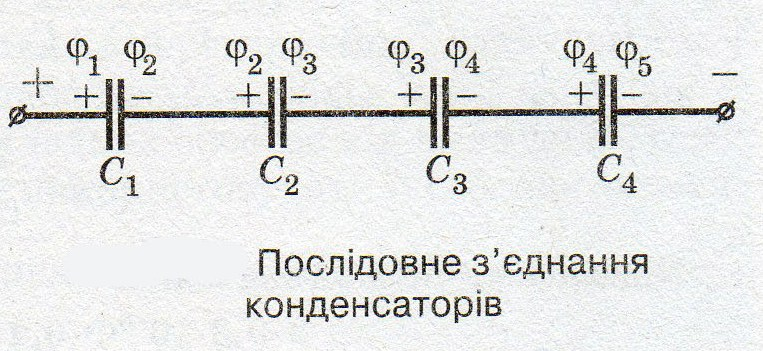 φ₁ φ₂ φ₂ φ₃ φ₃ φ₄ φ₄ φ₅
+ + − + − + − + − −
C₁ C₂ C₃ C₄
Послідовне з’єднання
конденсаторів